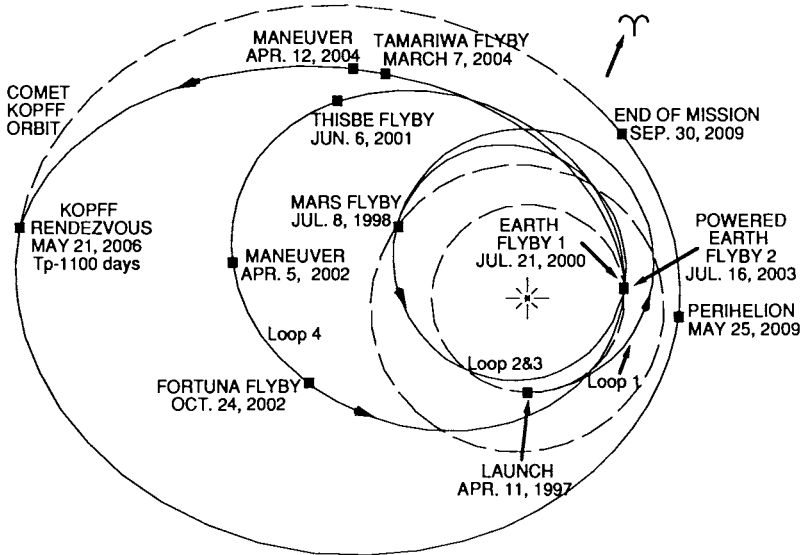 MANEUVER
APR. 12, 2004
TAMARIWA FLYBY
MARCH 7, 2004
♈
COMET
KOPFF
ORBIT
THISBE FLYBY
JUN. 6, 2001
END OF MISSION
SEP. 30, 2009
KOPFF
RENDEZVOUS
MAY 21, 2006
Tp-1100 days
MARS FLYBY
JUL. 8, 1998
EARTH
FLYBY 1
JUL. 21, 2000
POWERED
EARTH
FLYBY 2
JUL. 16, 2003
MANEUVER
APR. 5, 2002
PERIHELION
MAY 25, 2009
Loop 4
Loop 2&3
Loop 1
FORTUNA FLYBY
OCT. 24, 2002
LAUNCH
APR. 11, 1997